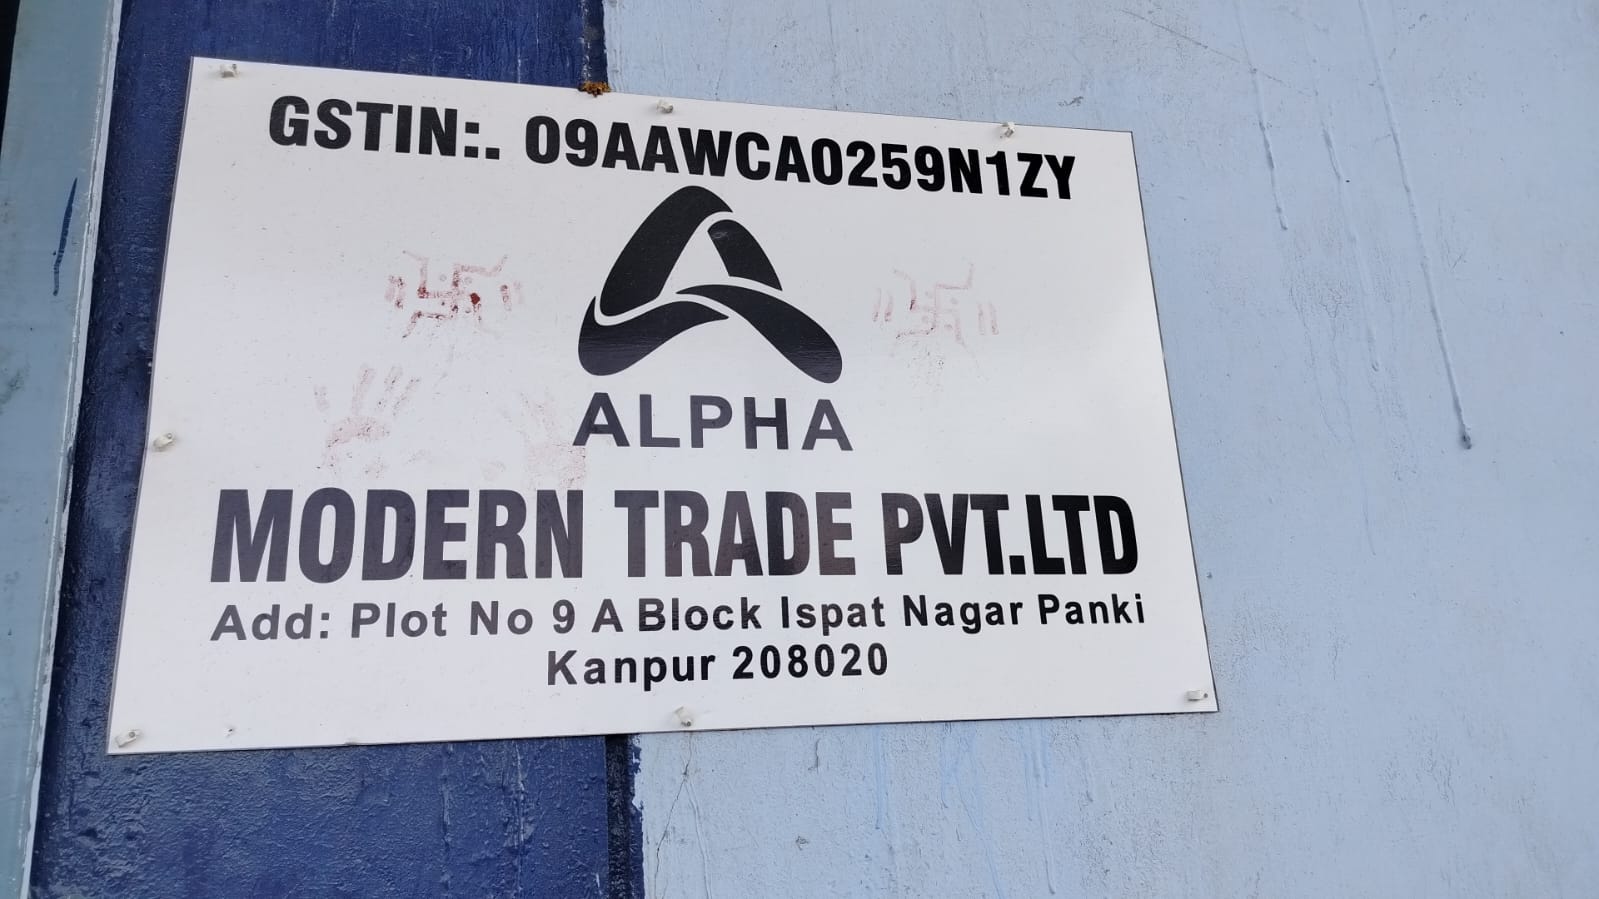 GSTIN:. 09AAWCA0259N1ZY
ALPHA
MODERN TRADE PVT.LTD
Add: Plot No 9 A Block Ispat Nagar Panki
Kanpur 208020